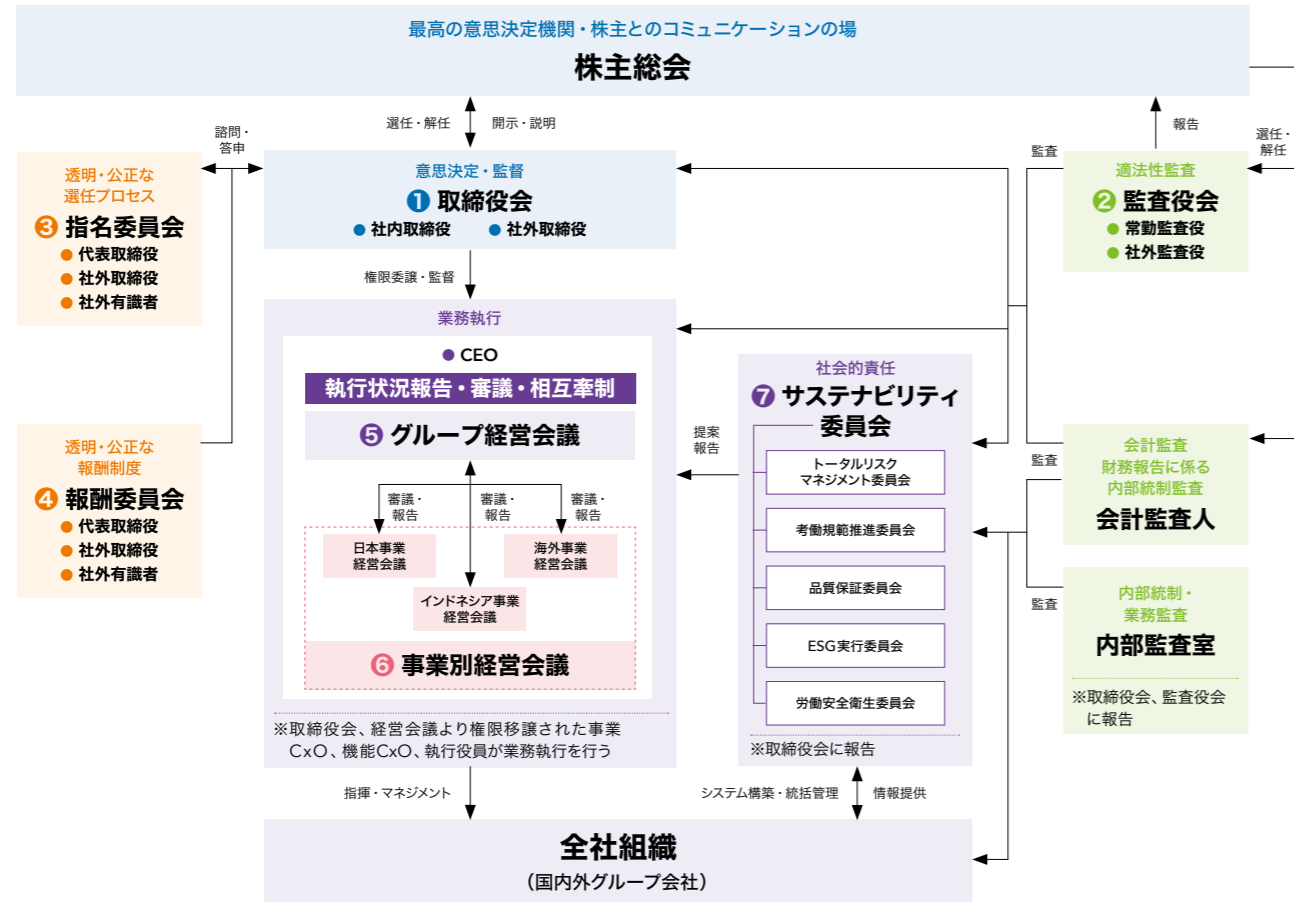 最高の意思決定機関・株主とのコミュニケーションの場
株主総会
選任・解任
開示・説明
報告
選任・
解任
諮問・
答申
監査
透明・公正な
選任プロセス
❸ 指名委員会
● 代表取締役
● 社外取締役
● 社外有識者
意思決定・監督
❶ 取締役会
● 社内取締役 ● 社外取締役
適法性監査
❷ 監査役会
● 常勤監査役
● 社外監査役
権限委譲・監督
業務執行
● CEO
執行状況報告・審議・相互牽制
❺ グループ経営会議
審議・
報告
審議・
報告
審議・
報告
日本事業
経営会議
海外事業
経営会議
インドネシア事業
経営会議
❻ 事業別経営会議
※取締役会、経営会議より権限移譲された事業
CxO、機能CxO、執行役員が業務執行を行う
透明・公正な
報酬制度
❹ 報酬委員会
● 代表取締役
● 社外取締役
● 社外有識者
提案
報告
社会的責任
❼ サステナビリティ
委員会
トータルリスク
マネジメント委員会
考働規範推進委員会
品質保証委員会
ESG実行委員会
労働安全衛生委員会
※取締役会に報告
監査
会計監査
財務報告に係る
内部統制監査
会計監査人
監査
内部統制・
業務監査
内部監査室
※取締役会、監査役会
に報告
指揮・マネジメント
システム構築・統括管理
情報提供
全社組織
（国内外グループ会社）